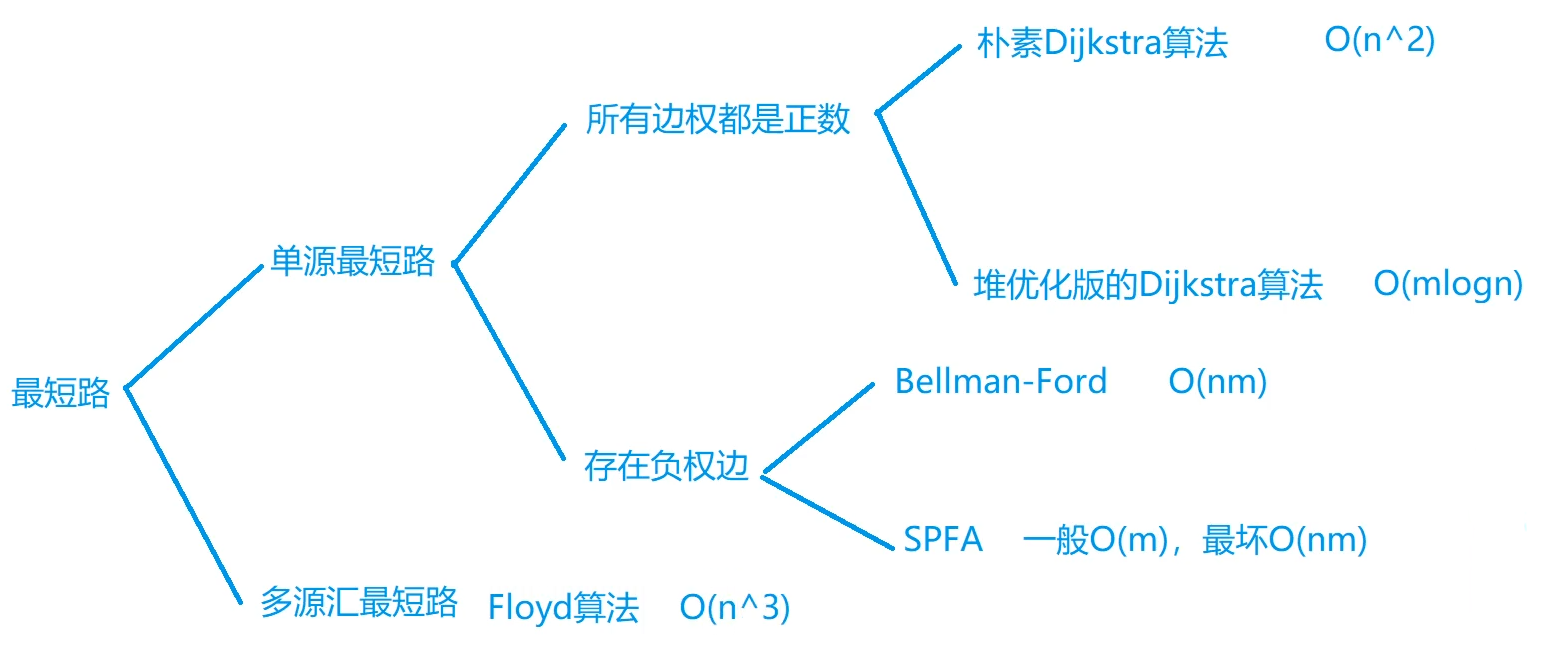 朴素Dijkstra算法 O(n^2)
所有边权都是正数
单源最短路
堆优化版的Dijkstra算法 O(mlogn)
最短路
Bellman-Ford O(nm)
存在负权边
SPFA 一般O(m)，最坏O(nm)
多源汇最短路 Floyd算法 O(n^3)